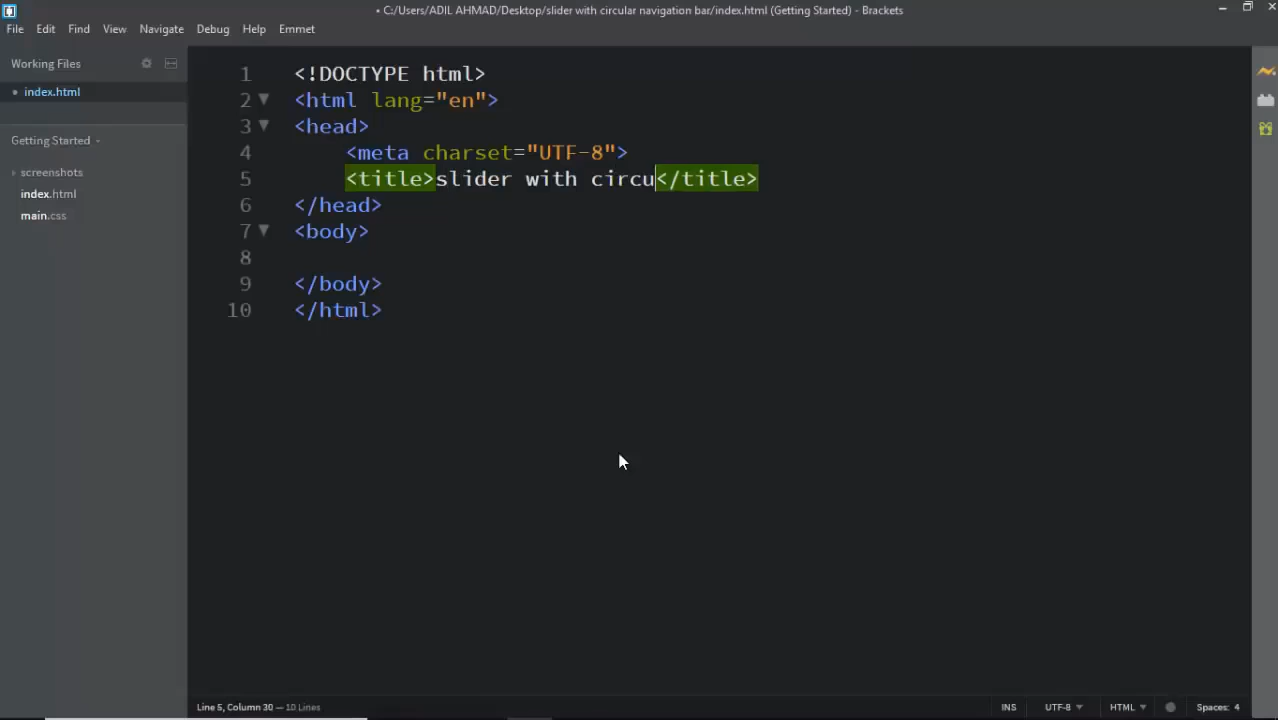 • C:/Users/ADIL AHMAD/Desktop/slider with circular navigation bar/index.html (Getting Started) - Brackets
File Edit Find View Navigate Debug Help Emmet
Working Files
• index.html
Getting Started
screenshots
index.html
main.css
1 <!DOCTYPE html>
2 <html lang="en">
3 <head>
4 <meta charset="UTF-8">
5 <title>slider with circu</title>
6 </head>
7 <body>
8
9 </body>
10 </html>
Line 5, Column 30 — 10 Lines INS UTF-8 HTML Spaces: 4